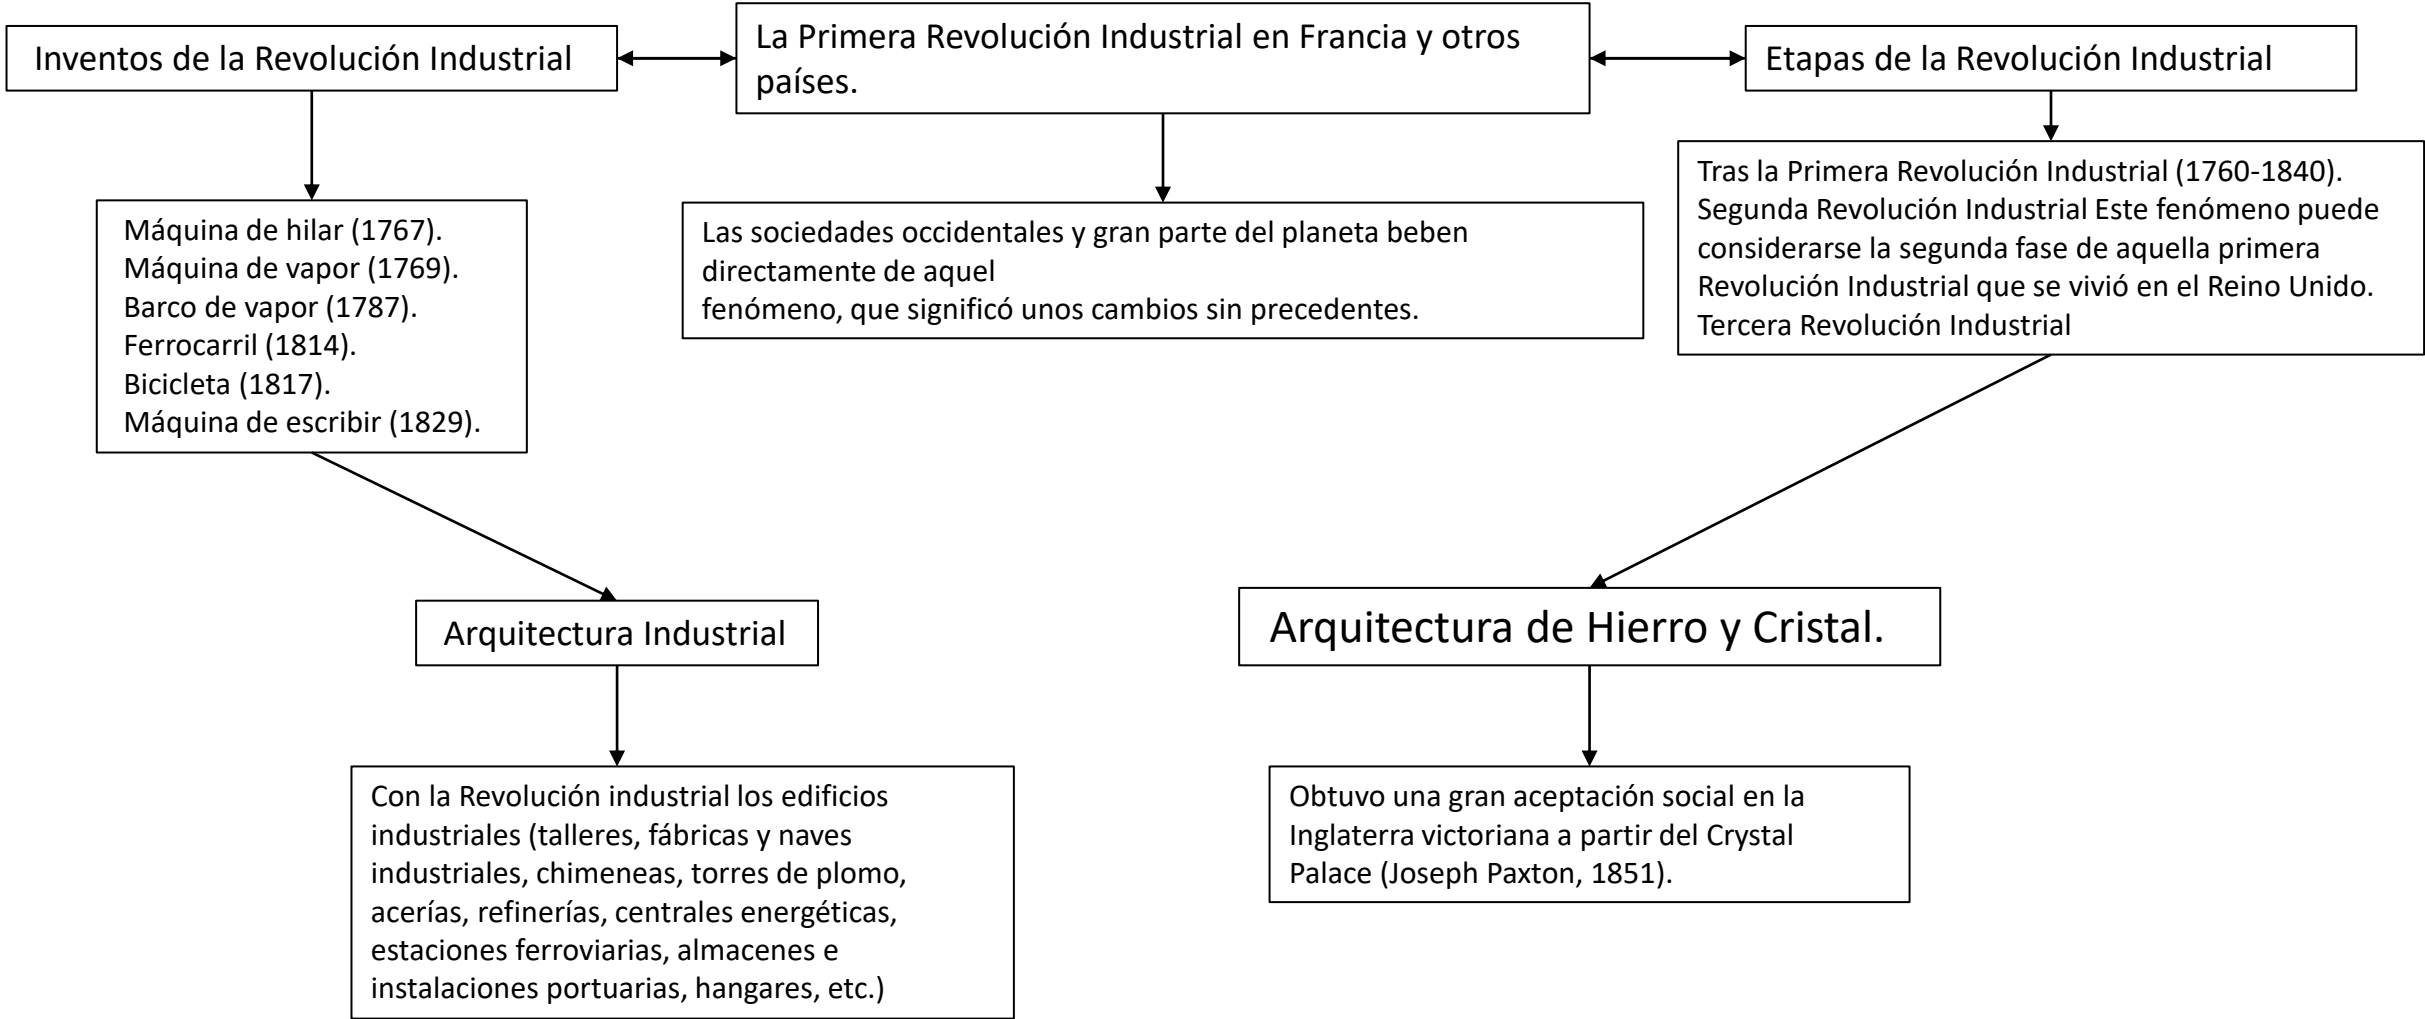 Inventos de la Revolución Industrial
La Primera Revolución Industrial en Francia y otros
países.
Etapas de la Revolución Industrial
Máquina de hilar (1767).
Máquina de vapor (1769).
Barco de vapor (1787).
Ferrocarril (1814).
Bicicleta (1817).
Máquina de escribir (1829).
Las sociedades occidentales y gran parte del planeta beben
directamente de aquel
fenómeno, que significó unos cambios sin precedentes.
Tras la Primera Revolución Industrial (1760-1840).
Segunda Revolución Industrial Este fenómeno puede
considerarse la segunda fase de aquella primera
Revolución Industrial que se vivió en el Reino Unido.
Tercera Revolución Industrial
Arquitectura Industrial
Arquitectura de Hierro y Cristal.
Con la Revolución industrial los edificios
industriales (talleres, fábricas y naves
industriales, chimeneas, torres de plomo,
acerías, refinerías, centrales energéticas,
estaciones ferroviarias, almacenes e
instalaciones portuarias, hangares, etc.)
Obtuvo una gran aceptación social en la
Inglaterra victoriana a partir del Crystal
Palace (Joseph Paxton, 1851).